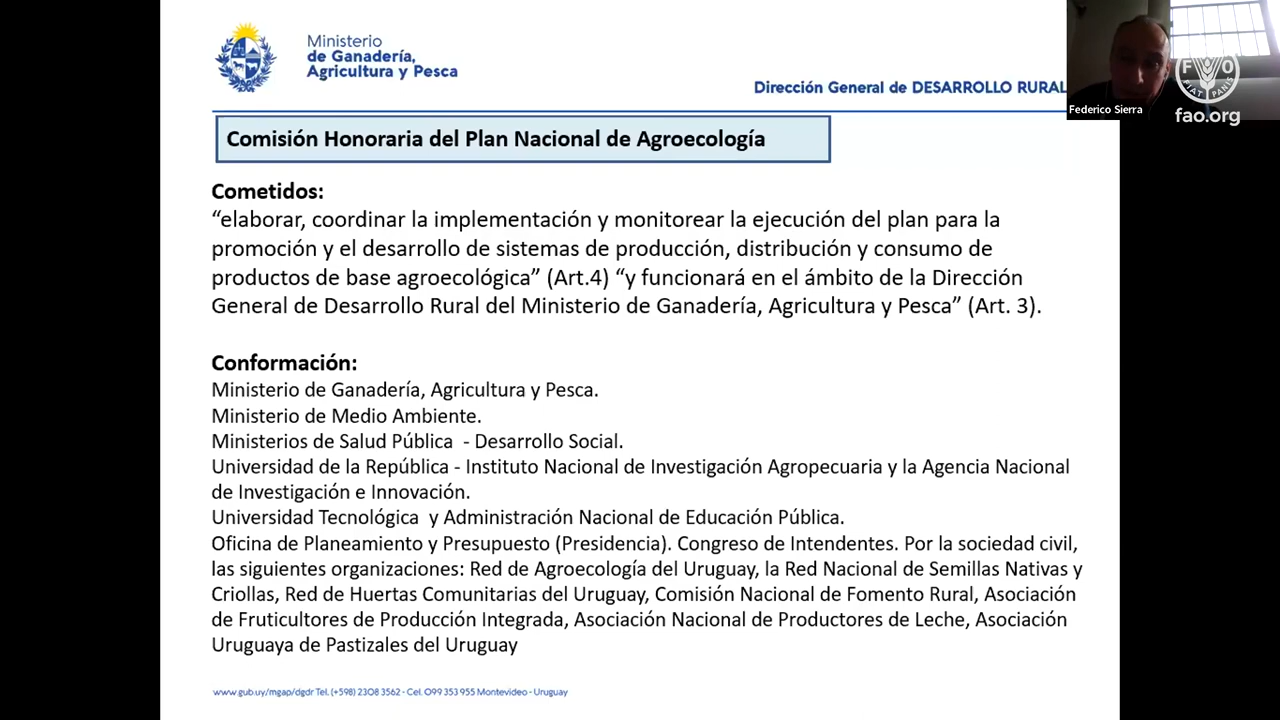 Ministerio
de Ganadería,
Agricultura y Pesca
Dirección General de DESARROLLO RURAL
Federico Sierra
FIAT PANIS
fao.org
Comisión Honoraria del Plan Nacional de Agroecología
Cometidos:
“elaborar, coordinar la implementación y monitorear la ejecución del plan para la
promoción y el desarrollo de sistemas de producción, distribución y consumo de
productos de base agroecológica” (Art.4) “y funcionará en el ámbito de la Dirección
General de Desarrollo Rural del Ministerio de Ganadería, Agricultura y Pesca” (Art. 3).
Conformación:
Ministerio de Ganadería, Agricultura y Pesca.
Ministerio de Medio Ambiente.
Ministerios de Salud Pública - Desarrollo Social.
Universidad de la República - Instituto Nacional de Investigación Agropecuaria y la Agencia Nacional
de Investigación e Innovación.
Universidad Tecnológica y Administración Nacional de Educación Pública.
Oficina de Planeamiento y Presupuesto (Presidencia). Congreso de Intendentes. Por la sociedad civil,
las siguientes organizaciones: Red de Agroecología del Uruguay, la Red Nacional de Semillas Nativas y
Criollas, Red de Huertas Comunitarias del Uruguay, Comisión Nacional de Fomento Rural, Asociación
de Fruticultores de Producción Integrada, Asociación Nacional de Productores de Leche, Asociación
Uruguaya de Pastizales del Uruguay
www.gub.uy/mgap/dgdr Tel. (+598) 2308 3562 - Cel. 099 353 955 Montevideo - Uruguay